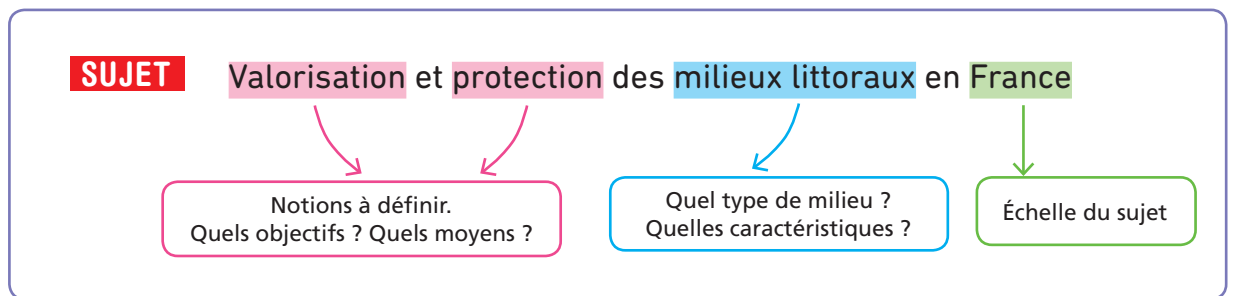 SUJET Valorisation et protection des milieux littoraux en France
Notions à définir.
Quels objectifs ? Quels moyens ?
Quel type de milieu ?
Quelles caractéristiques ?
Échelle du sujet